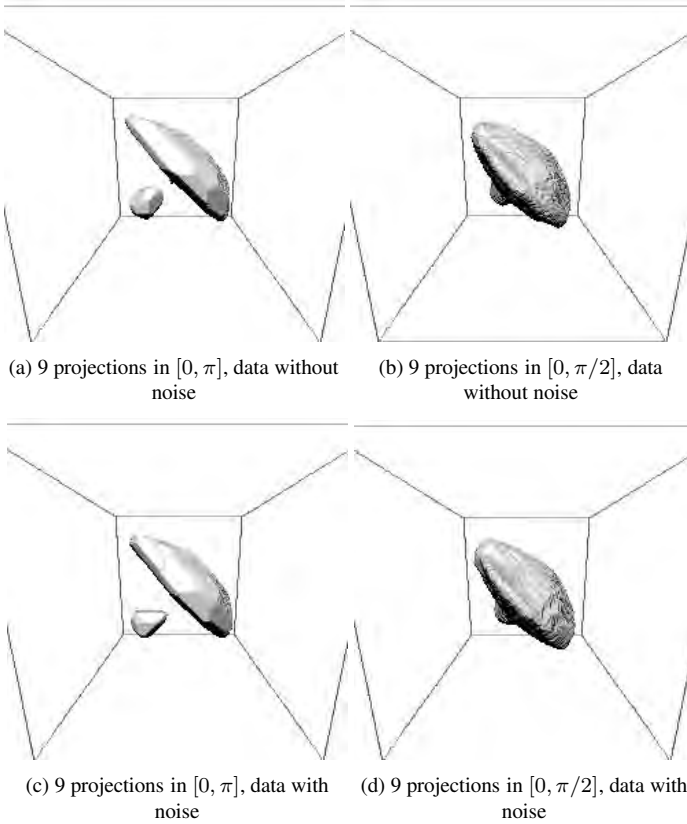 (a) 9 projections in [0, π], data without
noise
(b) 9 projections in [0, π/2], data
without noise
(c) 9 projections in [0, π], data with
noise
(d) 9 projections in [0, π/2], data with
noise